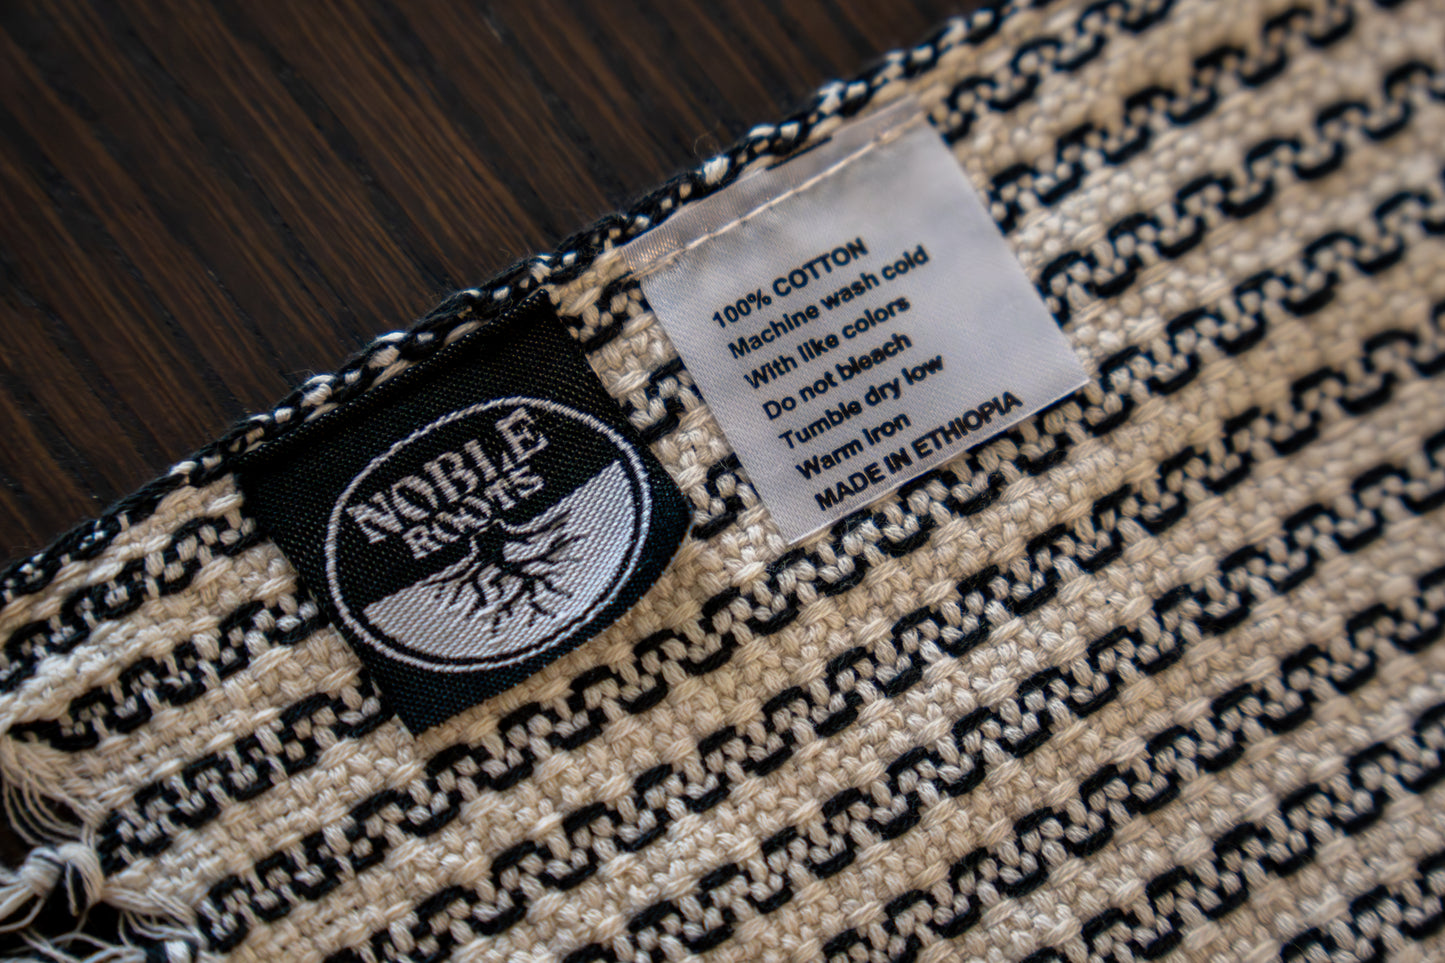 NOBLE
ROOTS
100% COTTON
Machine wash cold
With like colors
Do not bleach
Tumble dry low
Warm Iron
MADE IN ETHIOPIA